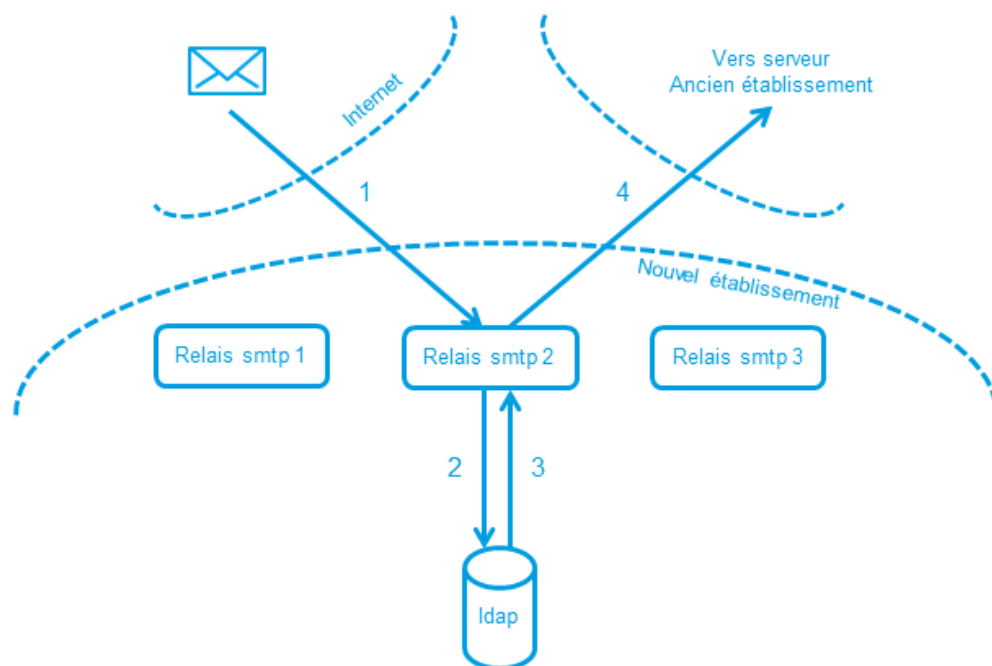 Vers serveur
Ancien établissement
Internet
1
4
Nouvel établissement
Relais smtp 1
Relais smtp 2
Relais smtp 3
2
3
ldap